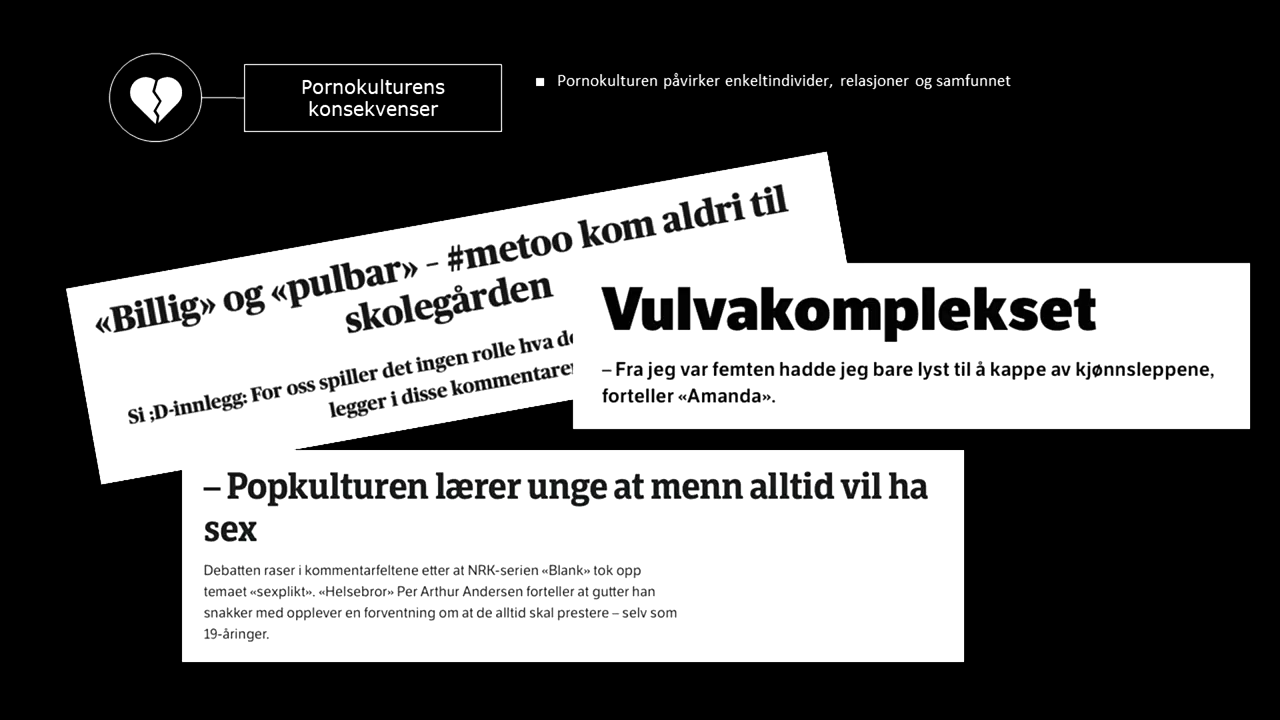 Pornokulturens
konsekvenser
▪ Pornokulturen påvirker enkeltindivider, relasjoner og samfunnet
«Billig» og «pulbar» – #metoo kom aldri til
skolegården
Si ;D-innlegg: For oss spiller det ingen rolle hva
legger i disse
Vulvakomplekset
– Fra jeg var femten hadde jeg bare lyst til å kappe av kjønnsleppene,
forteller «Amanda».
– Popkulturen lærer unge at menn alltid vil ha
sex
Debatten raser i kommentarfeltene etter at NRK-serien «Blank» tok opp
temaet «sexplikt». «Helsebror» Per Arthur Andersen forteller at gutter han
snakker med opplever en forventning om at de alltid skal prestere – selv som
19-åringer.